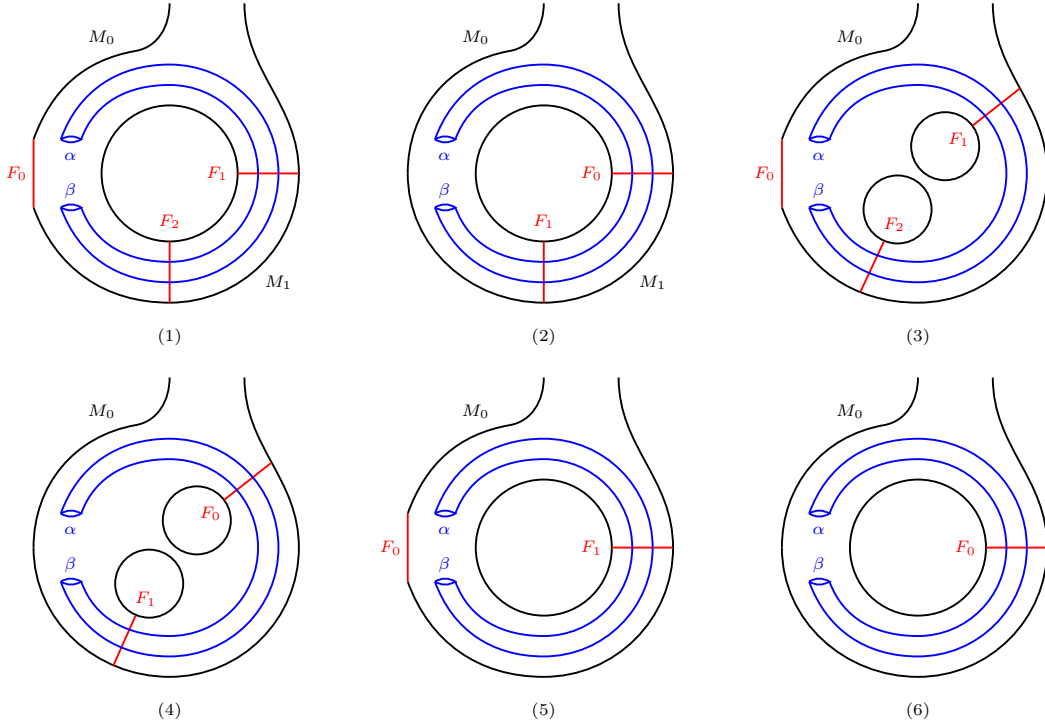 M₀ M₀ M₀
F₀ α β F₁ F₂ M₁
α β F₀ F₁ M₁
F₀ α β F₁ F₂
(1) (2) (3)
M₀ M₀ M₀
α β F₀ F₁
F₀ α β F₁
α β F₀
(4) (5) (6)